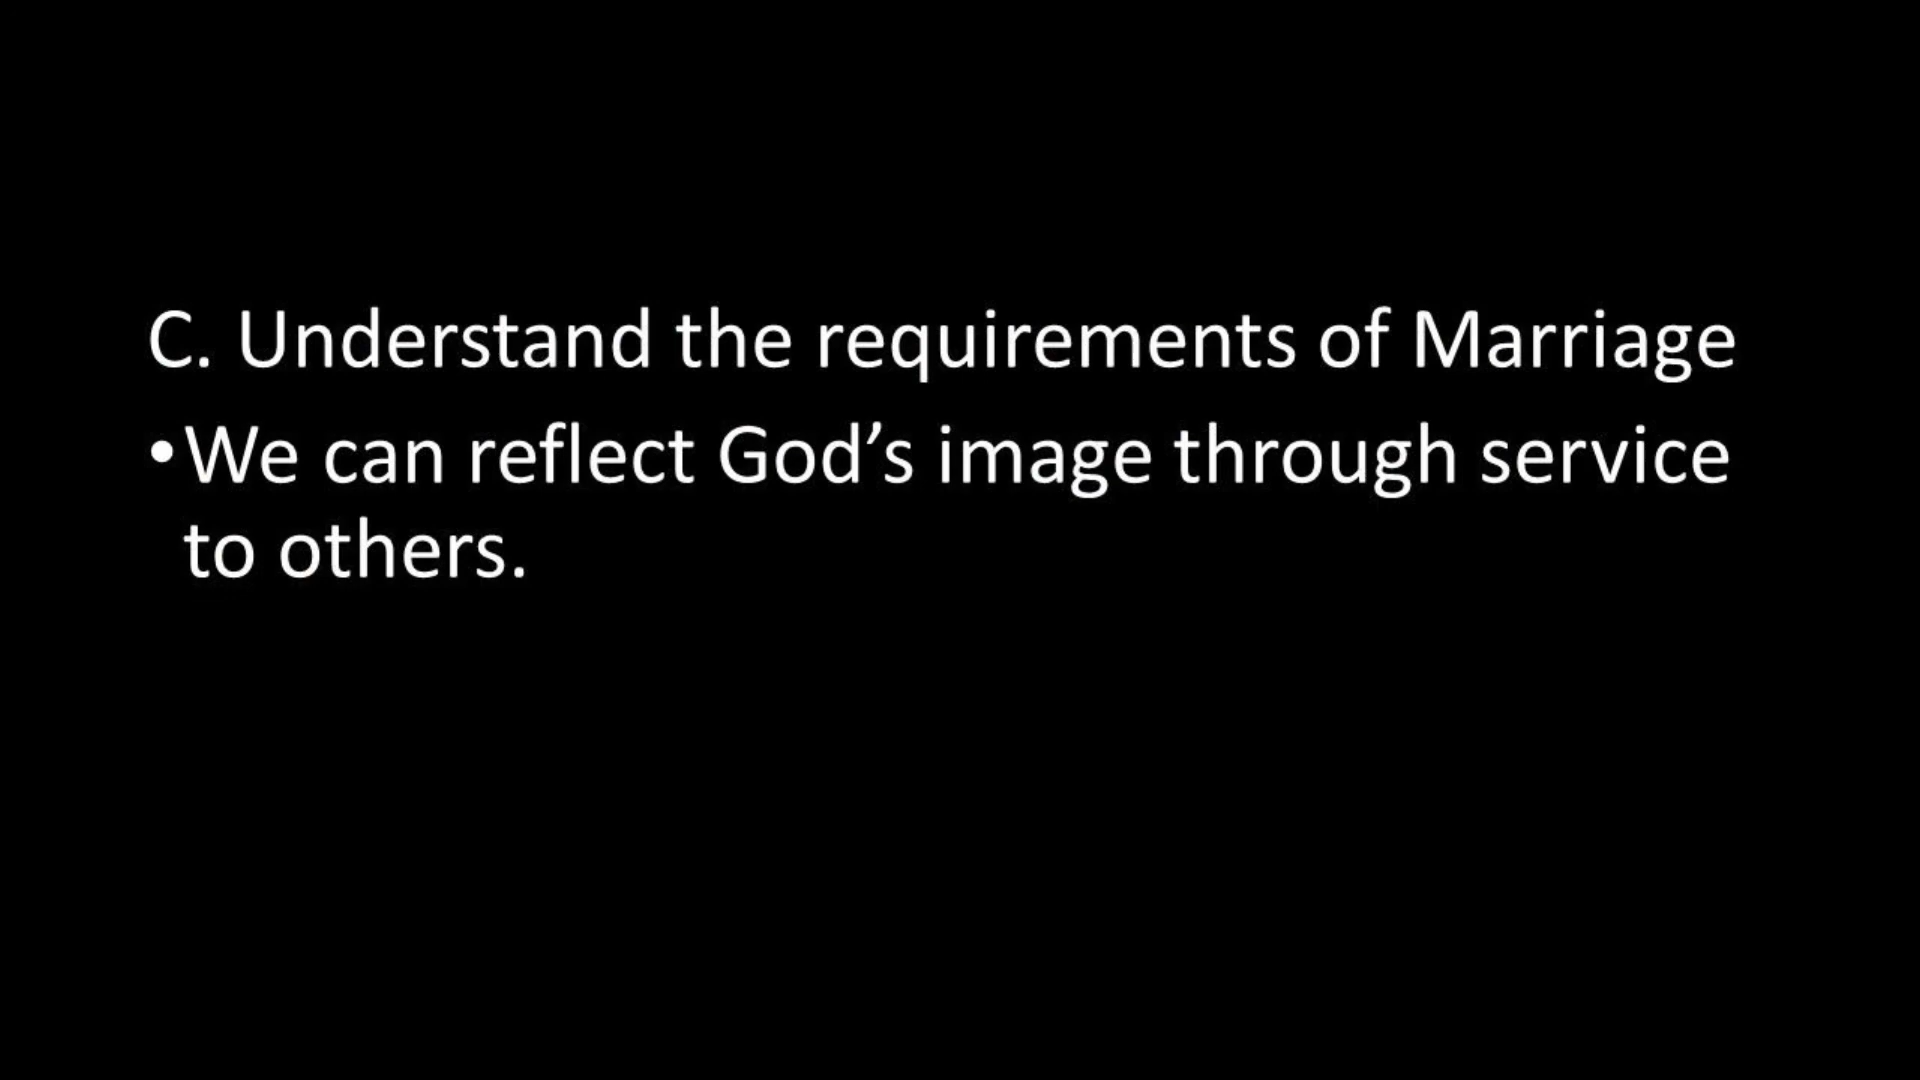 C. Understand the requirements of Marriage
•We can reflect God’s image through service
to others.